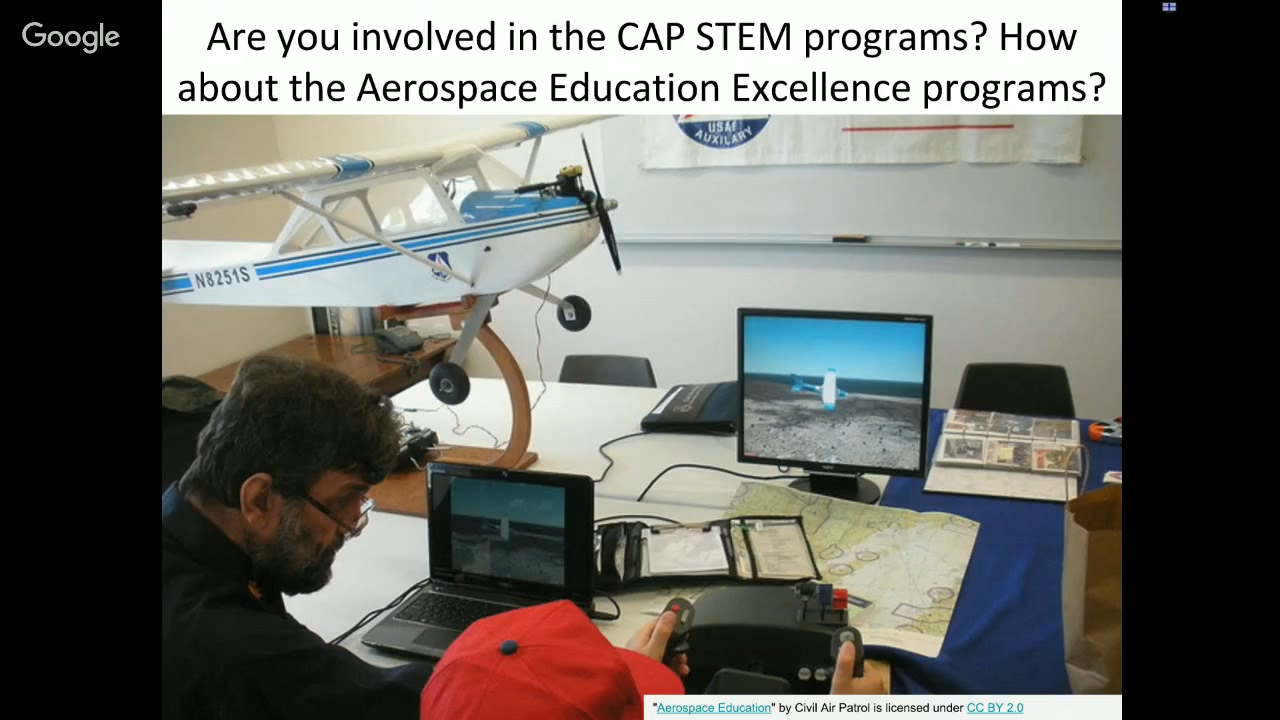 Google
Are you involved in the CAP STEM programs? How
about the Aerospace Education Excellence programs?
USAF
AUXILARY
N8251S
"Aerospace Education" by Civil Air Patrol is licensed under CC BY 2.0